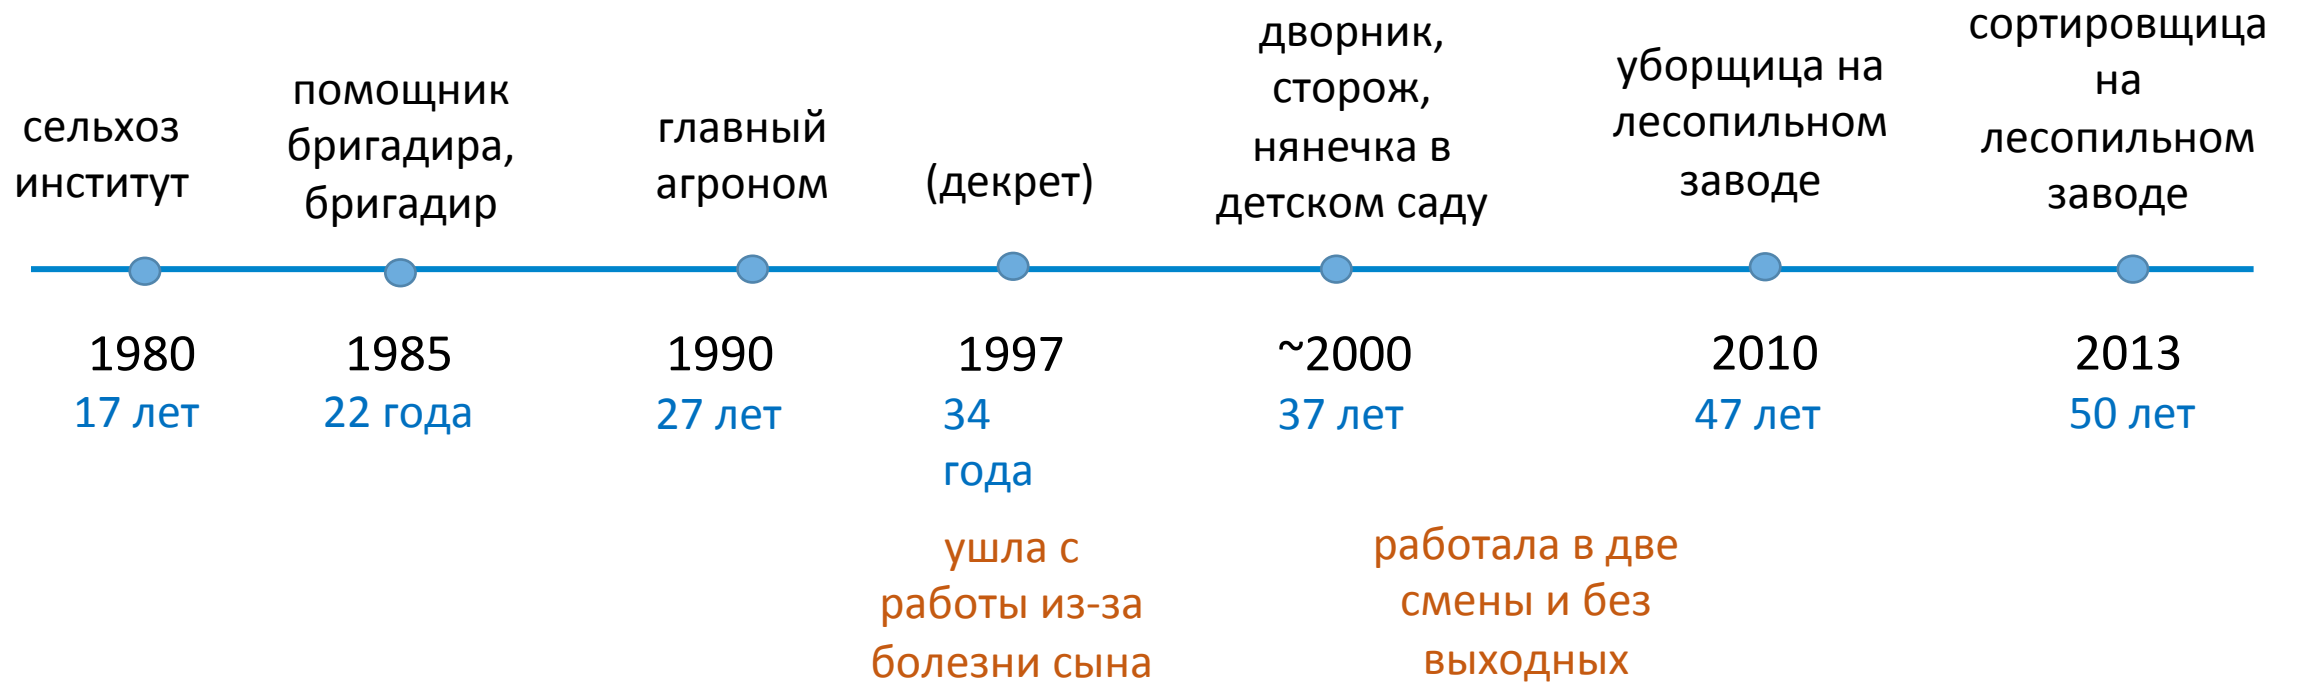 сельхоз
институт
помощник
бригадира,
бригадир
главный
агроном
(декрет)
дворник,
сторож,
нянечка в
детском саду
уборщица на
лесопильном
заводе
сортировщица
на
лесопильном
заводе
1980
1985
1990
1997
~2000
2010
2013
17 лет
22 года
27 лет
34
года
37 лет
47 лет
50 лет
ушла с
работы из-за
болезни сына
работала в две
смены и без
выходных